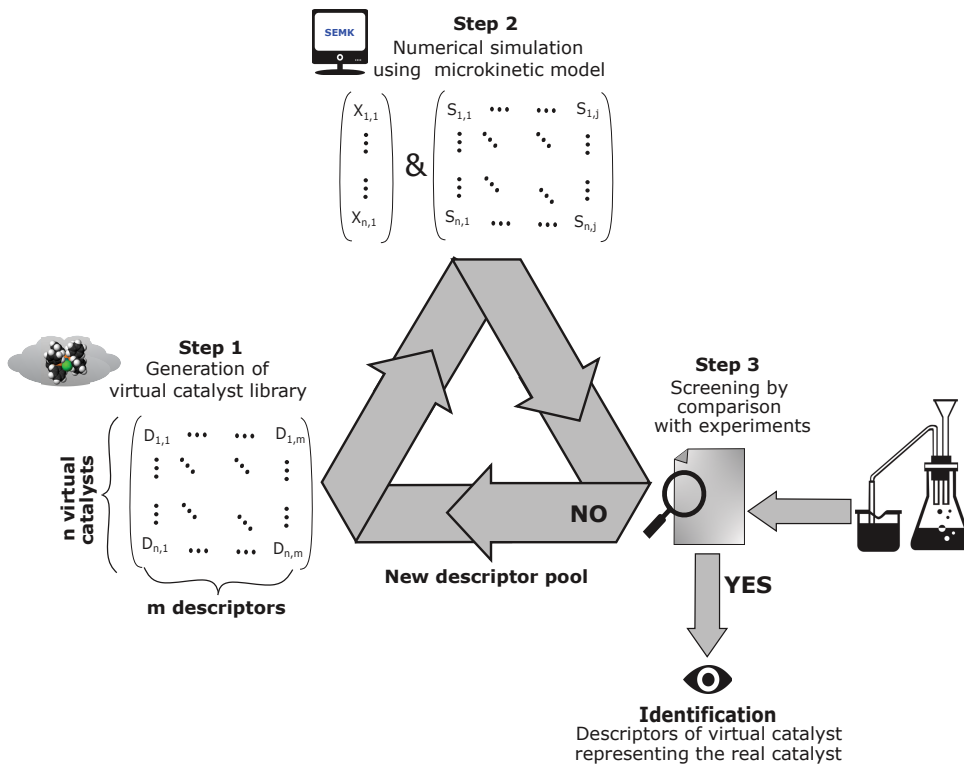 SEMK
Step 2
Numerical simulation
using microkinetic model
X1,1
Xn,1
&
S1,1 ••• ••• S1,j
Sn,1 ••• ••• Sn,j
Step 1
Generation of
virtual catalyst library
n virtual
catalysts
D1,1 ••• ••• D1,m
Dn,1 ••• ••• Dn,m
m descriptors
Step 3
Screening by
comparison
with experiments
NO
New descriptor pool
YES
Identification
Descriptors of virtual catalyst
representing the real catalyst